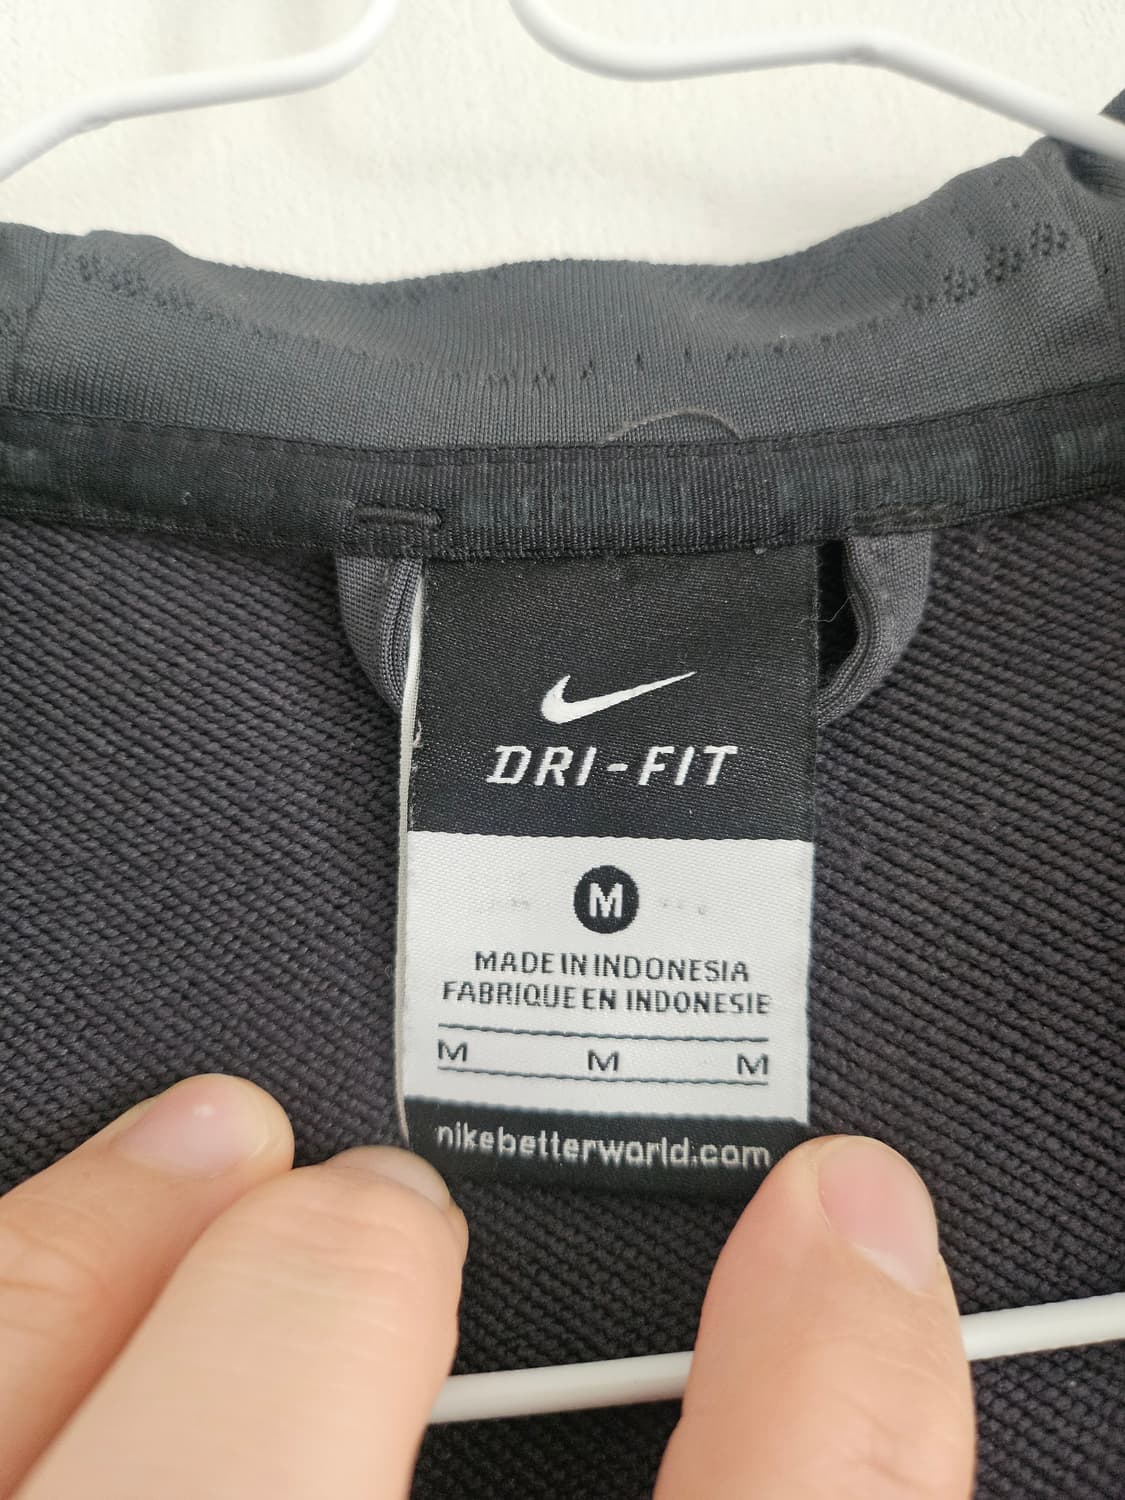 DRI-FIT
M
MADE IN INDONESIA
FABRIQUE EN INDONESIE
M M M
nikebetterworld.com